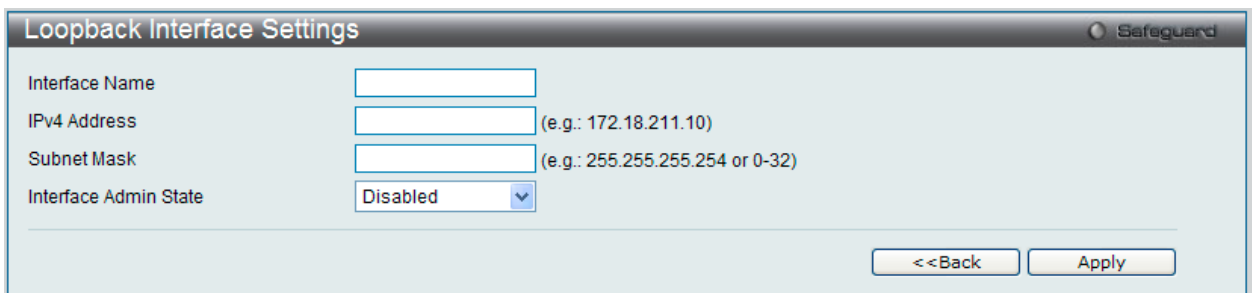 Loopback Interface Settings Safeguard
Interface Name
IPv4 Address (e.g.: 172.18.211.10)
Subnet Mask (e.g.: 255.255.255.254 or 0-32)
Interface Admin State Disabled
<<Back Apply